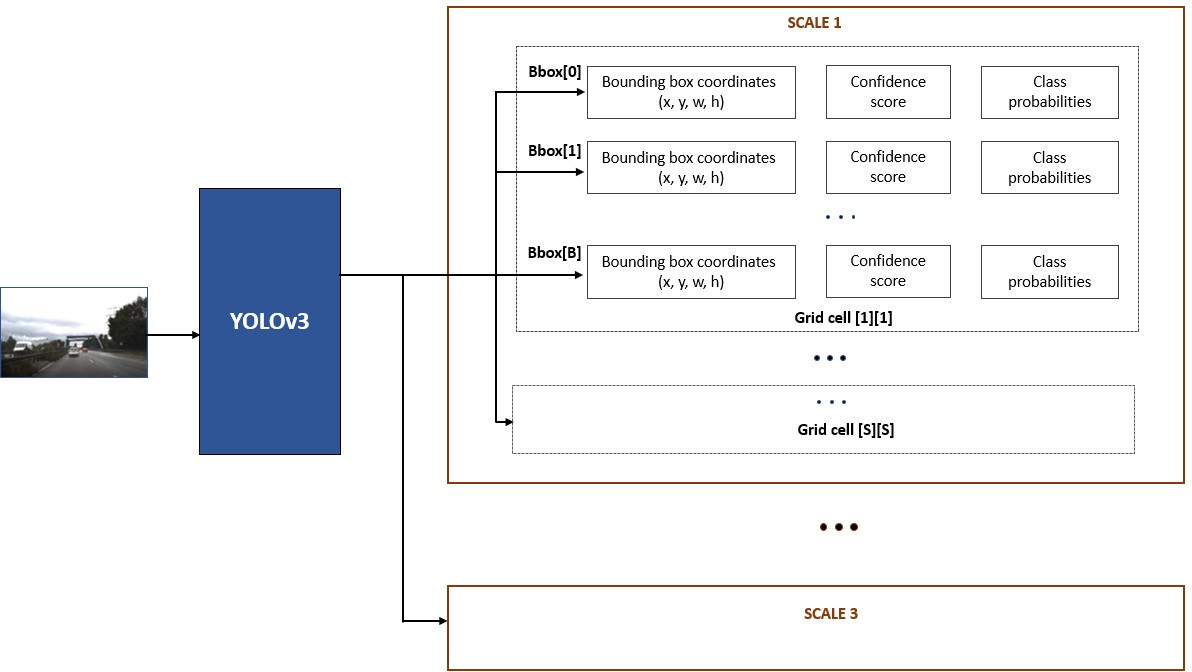 SCALE 1
Bbox[0]
Bounding box coordinates
(x, y, w, h)
Confidence
score
Class
probabilities
Bbox[1]
Bounding box coordinates
(x, y, w, h)
Confidence
score
Class
probabilities
. . .
Bbox[B]
Bounding box coordinates
(x, y, w, h)
Confidence
score
Class
probabilities
Grid cell [1][1]
...
YOLOv3
. . .
Grid cell [S][S]
...
SCALE 3